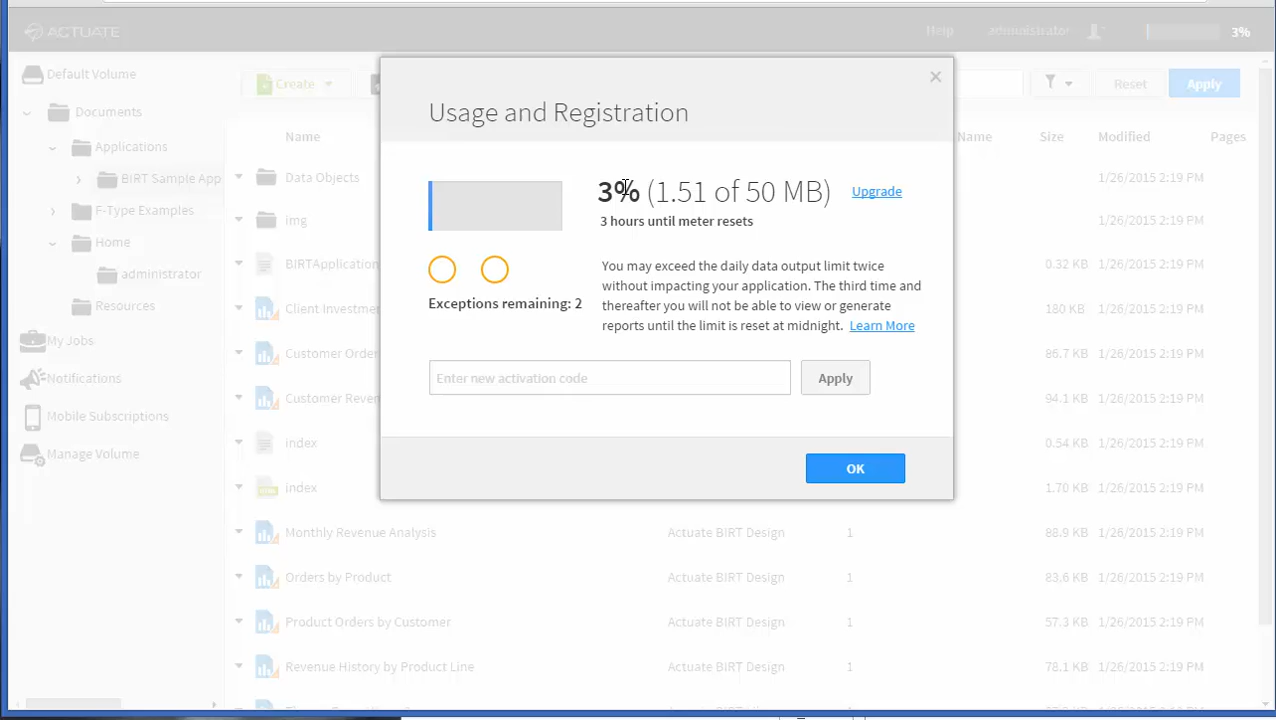 ACTUATE
Help
administrator
3%
Default Volume
Documents
Applications
BIRT Sample App
F-Type Examples
Home
administrator
Resources
My Jobs
Notifications
Mobile Subscriptions
Manage Volume
Create
Reset
Apply
Name
Name
Size
Modified
Pages
Data Objects
1/26/2015 2:19 PM
img
1/26/2015 2:19 PM
BIRTApplication
0.32 KB
1/26/2015 2:19 PM
Client Investmen
180 KB
1/26/2015 2:19 PM
Customer Order
86.7 KB
1/26/2015 2:19 PM
Customer Reven
94.1 KB
1/26/2015 2:19 PM
index
0.54 KB
1/26/2015 2:19 PM
index
1.70 KB
1/26/2015 2:19 PM
Monthly Revenue Analysis
Actuate BIRT Design
1
88.9 KB
1/26/2015 2:19 PM
Orders by Product
Actuate BIRT Design
1
83.6 KB
1/26/2015 2:19 PM
Product Orders by Customer
Actuate BIRT Design
1
57.3 KB
1/26/2015 2:19 PM
Revenue History by Product Line
Actuate BIRT Design
1
78.1 KB
1/26/2015 2:19 PM
Usage and Registration
3% (1.51 of 50 MB)
Upgrade
3 hours until meter resets
Exceptions remaining: 2
You may exceed the daily data output limit twice
without impacting your application. The third time and
thereafter you will not be able to view or generate
reports until the limit is reset at midnight. Learn More
Enter new activation code
Apply
OK